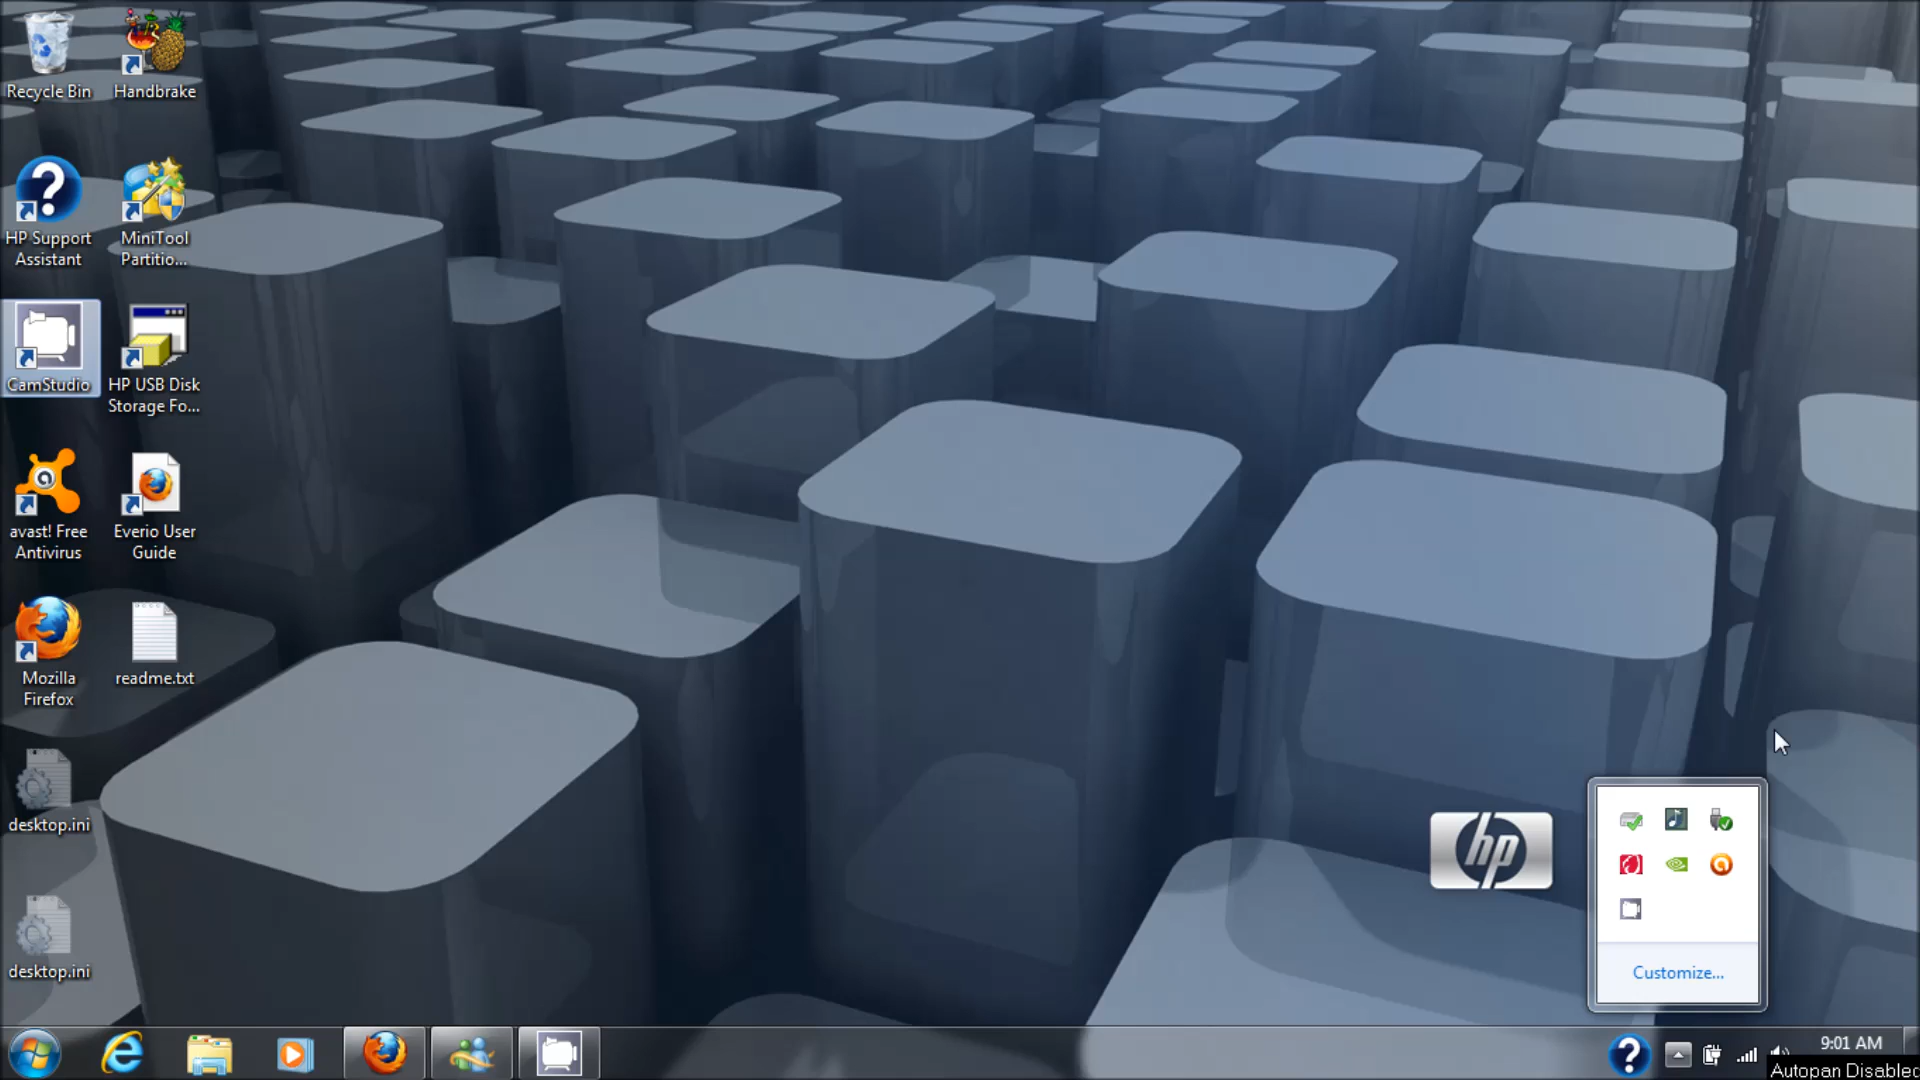 Recycle Bin
Handbrake
HP Support
Assistant
MiniTool
Partitio...
CamStudio
HP USB Disk
Storage Fo...
avast! Free
Antivirus
Everio User
Guide
Mozilla
Firefox
readme.txt
desktop.ini
desktop.ini
hp
Customize...
9:01 AM
Autopan Disabled